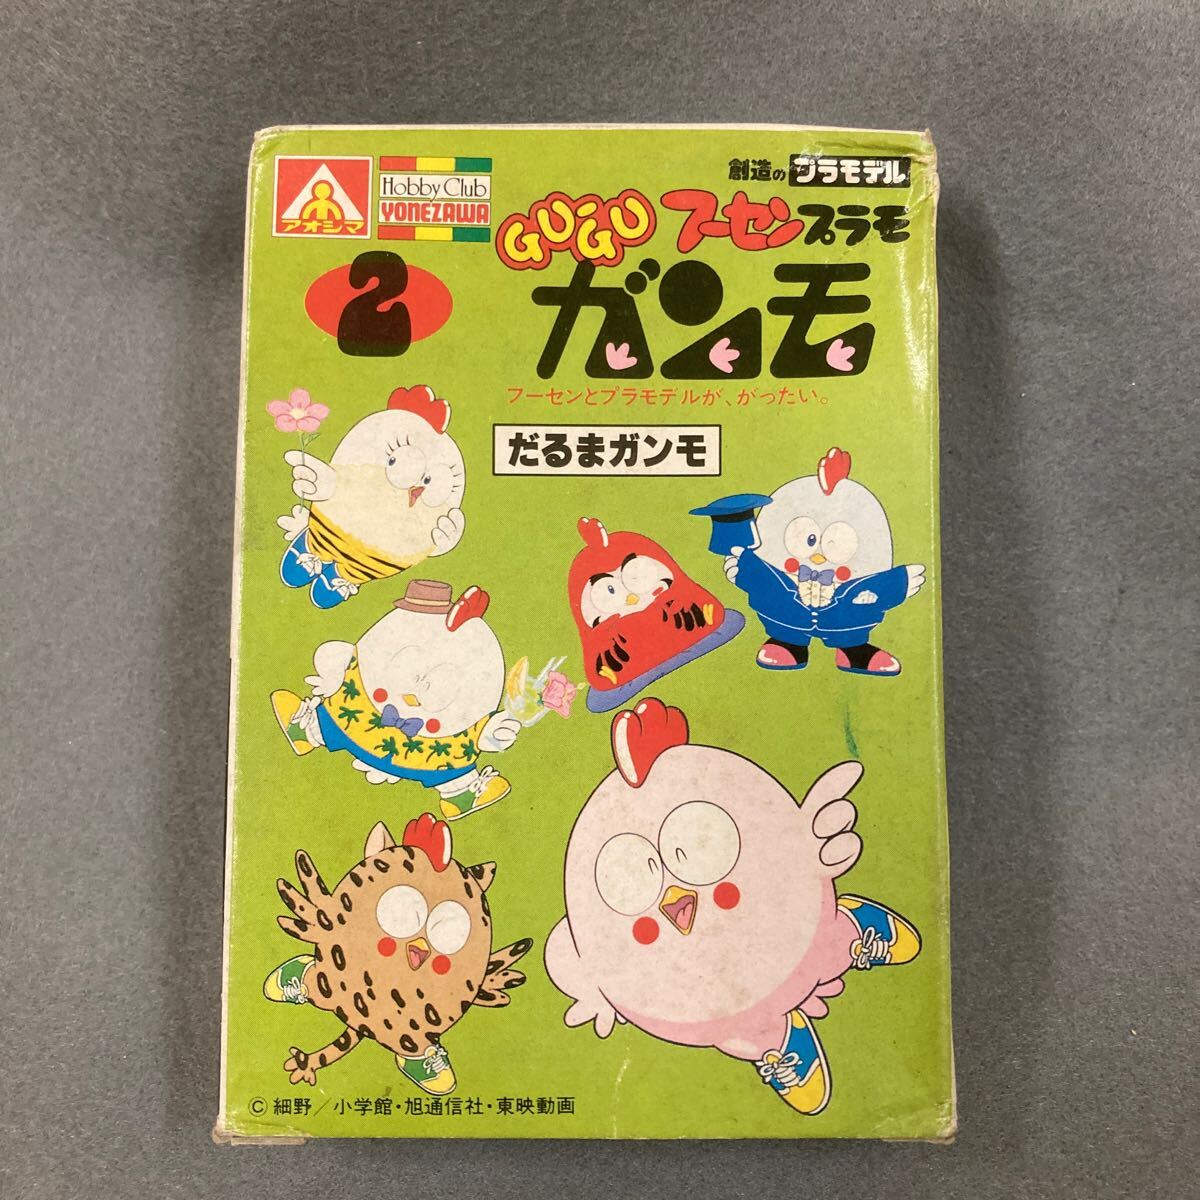 アオシマ
Hobby Club
YONEZAWA
創造のプラモデル
GU-GU フーセンプラモ
ガンモ
2
フーセンとプラモデルが、がったい。
だるまガンモ
©細野／小学館・旭通信社・東映動画